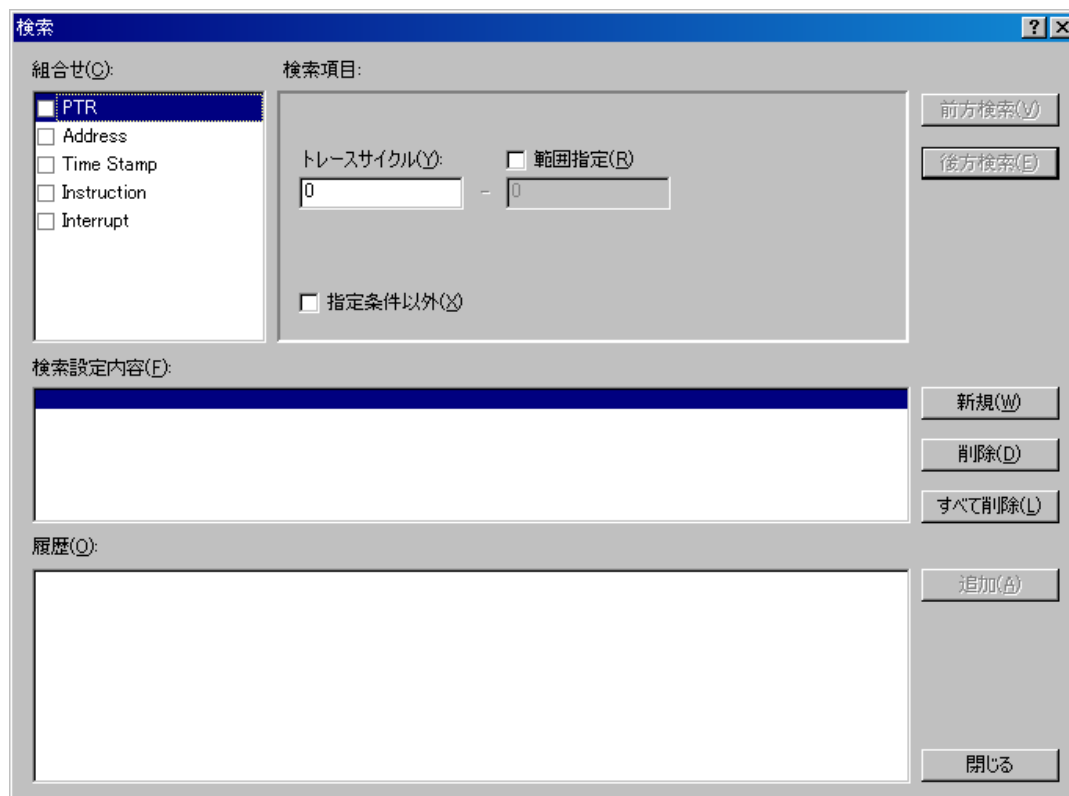 検索
組合せ(C):
PTR
Address
Time Stamp
Instruction
Interrupt
検索項目:
トレースサイクル(Y):
範囲指定(R)
0 - 0
指定条件以外(X)
前方検索(V)
後方検索(E)
検索設定内容(F):
新規(W)
削除(D)
すべて削除(L)
履歴(O):
追加(A)
閉じる